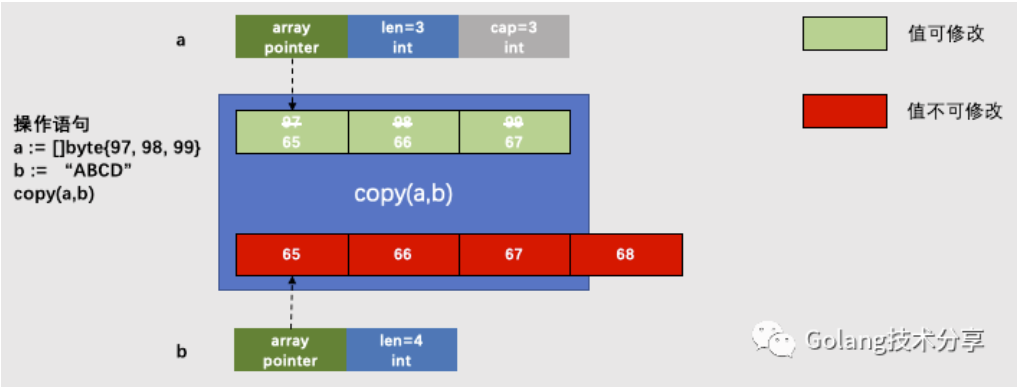 a
array
pointer
len=3
int
cap=3
int
值可修改
值不可修改
操作语句
a := []byte{97, 98, 99}
b := “ABCD”
copy(a,b)
97
65
98
66
99
67
copy(a,b)
65
66
67
68
b
array
pointer
len=4
int
Golang技术分享